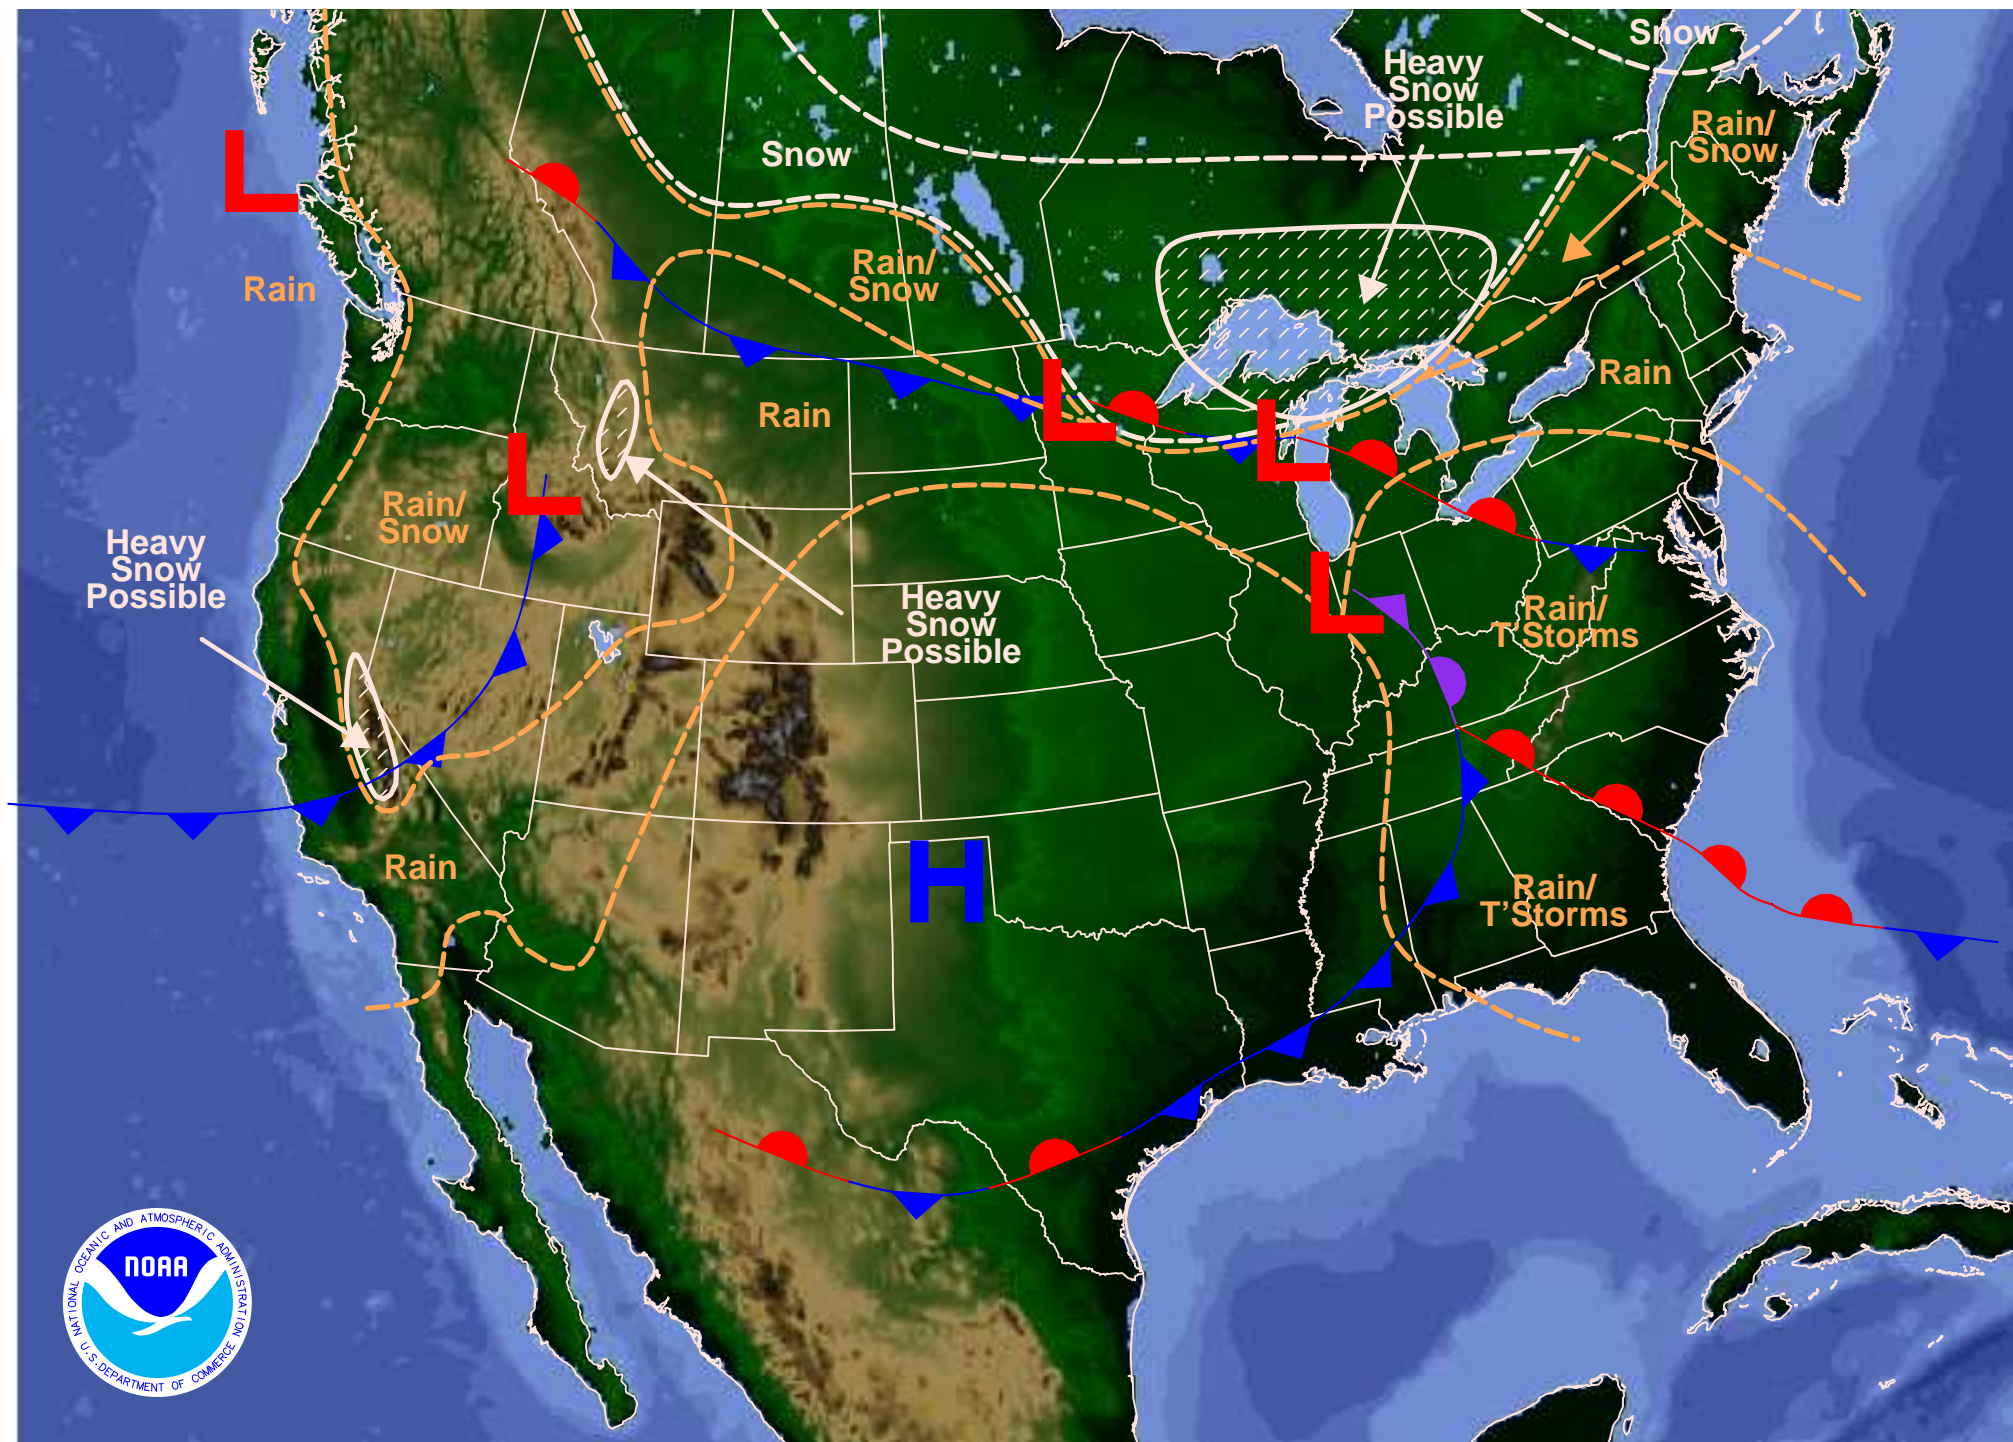 Snow
Heavy
Snow
Possible
Rain/
Snow
Snow
L
Rain
Rain/
Snow
L
Rain
Rain
L
L
Rain/
Snow
Heavy
Snow
Possible
L
Heavy
Snow
Possible
Rain/
T'Storms
Rain
H
Rain/
T'Storms
NATIONAL OCEANIC AND ATMOSPHERIC ADMINISTRATION
NOAA
U.S. DEPARTMENT OF COMMERCE